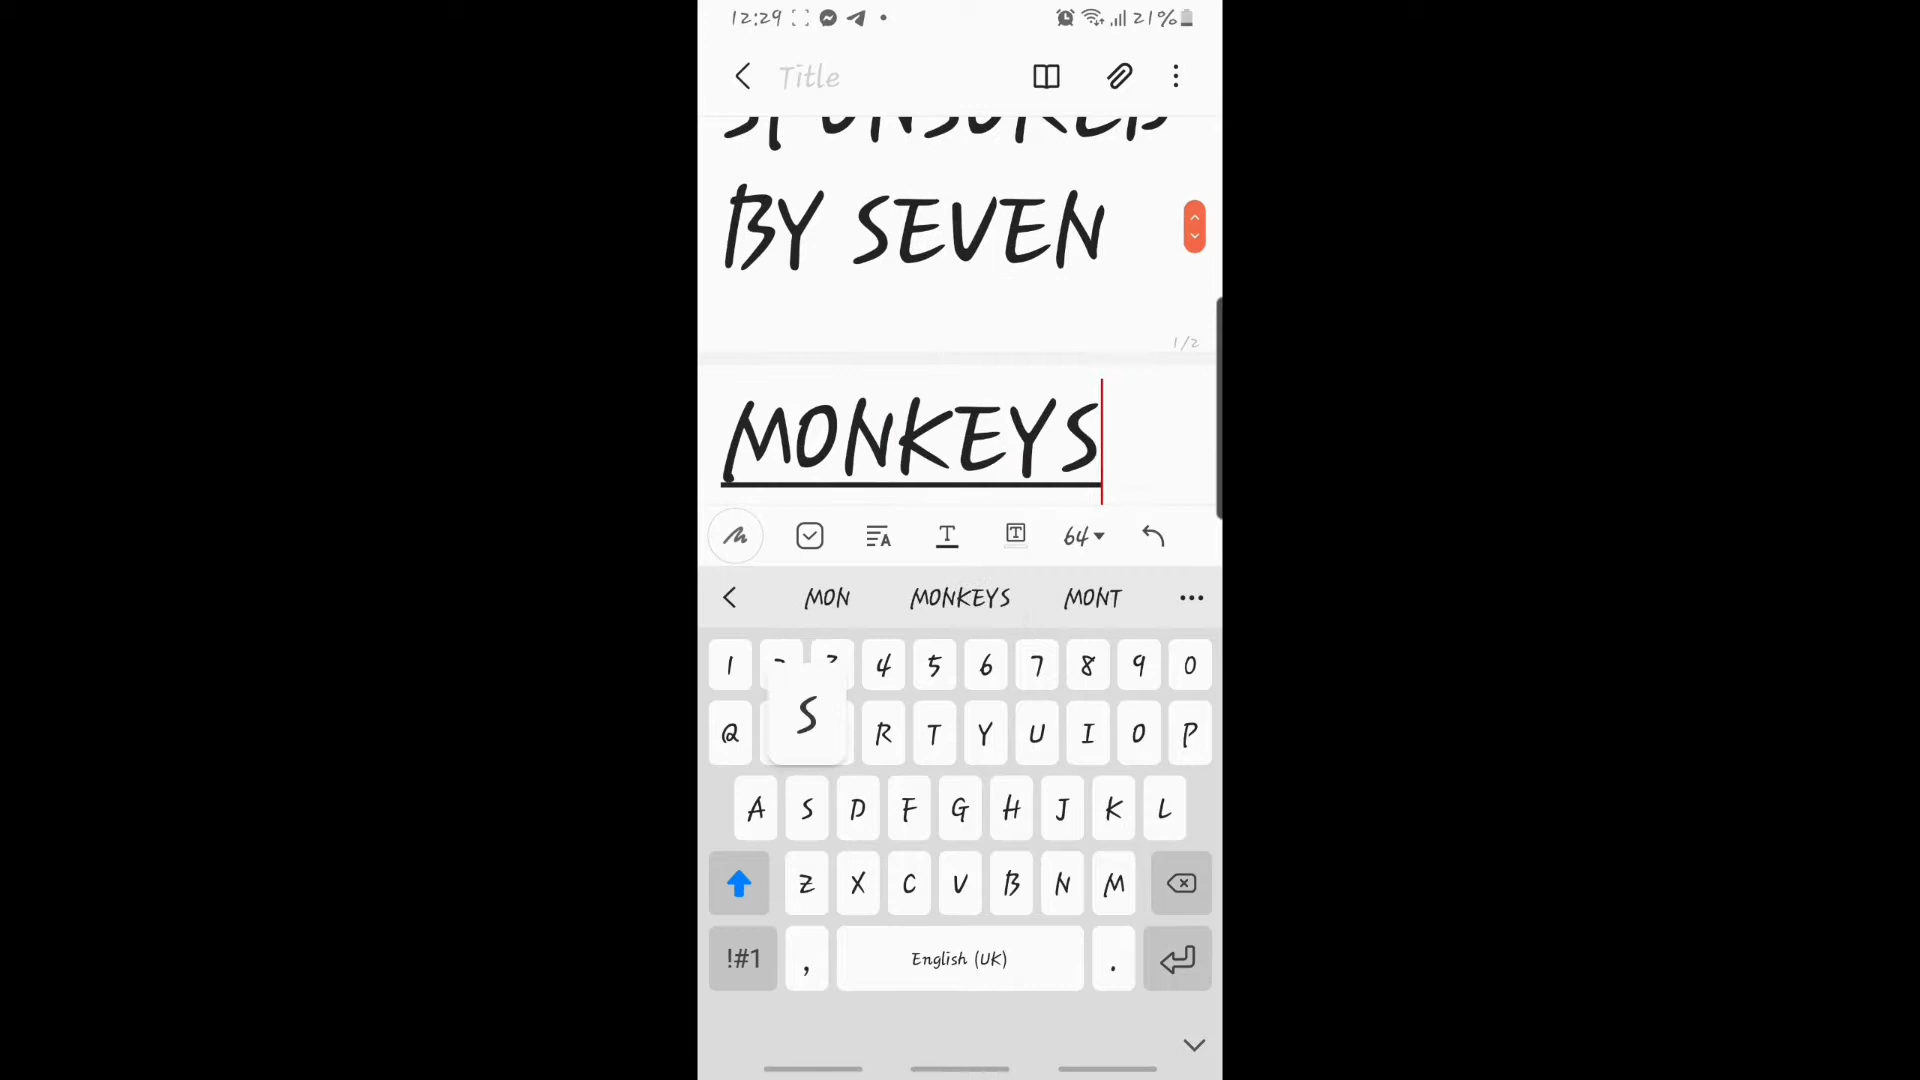 12:29 21%
Title
SPONSORED
BY SEVEN
1/2
MONKEYS
64
MON MONKEYS MONT
1 4 5 6 7 8 9 0
S
Q R T Y U I O P
A S D F G H J K L
Z X C V B N M
!#1 , English (UK) .